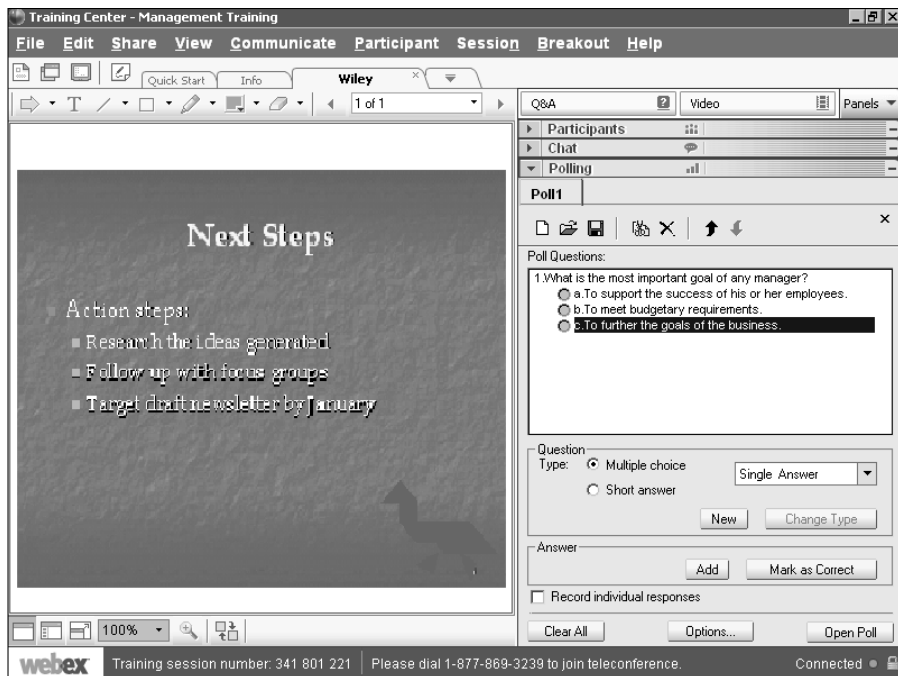 Training Center - Management Training
File Edit Share View Communicate Participant Session Breakout Help
Quick Start Info Wiley
T 1 of 1
Q&A Video Panels
Participants
Chat
Polling
Poll1
Next Steps
Action steps:
Research the ideas generated
Follow up with focus groups
Target draft newsletter by January
Poll Questions:
1.What is the most important goal of any manager?
a.To support the success of his or her employees.
b.To meet budgetary requirements.
c.To further the goals of the business.
Question
Type: Multiple choice Single Answer
Short answer
New Change Type
Answer
Add Mark as Correct
Record individual responses
100%
Clear All Options... Open Poll
webex Training session number: 341 801 221 Please dial 1-877-869-3239 to join teleconference. Connected